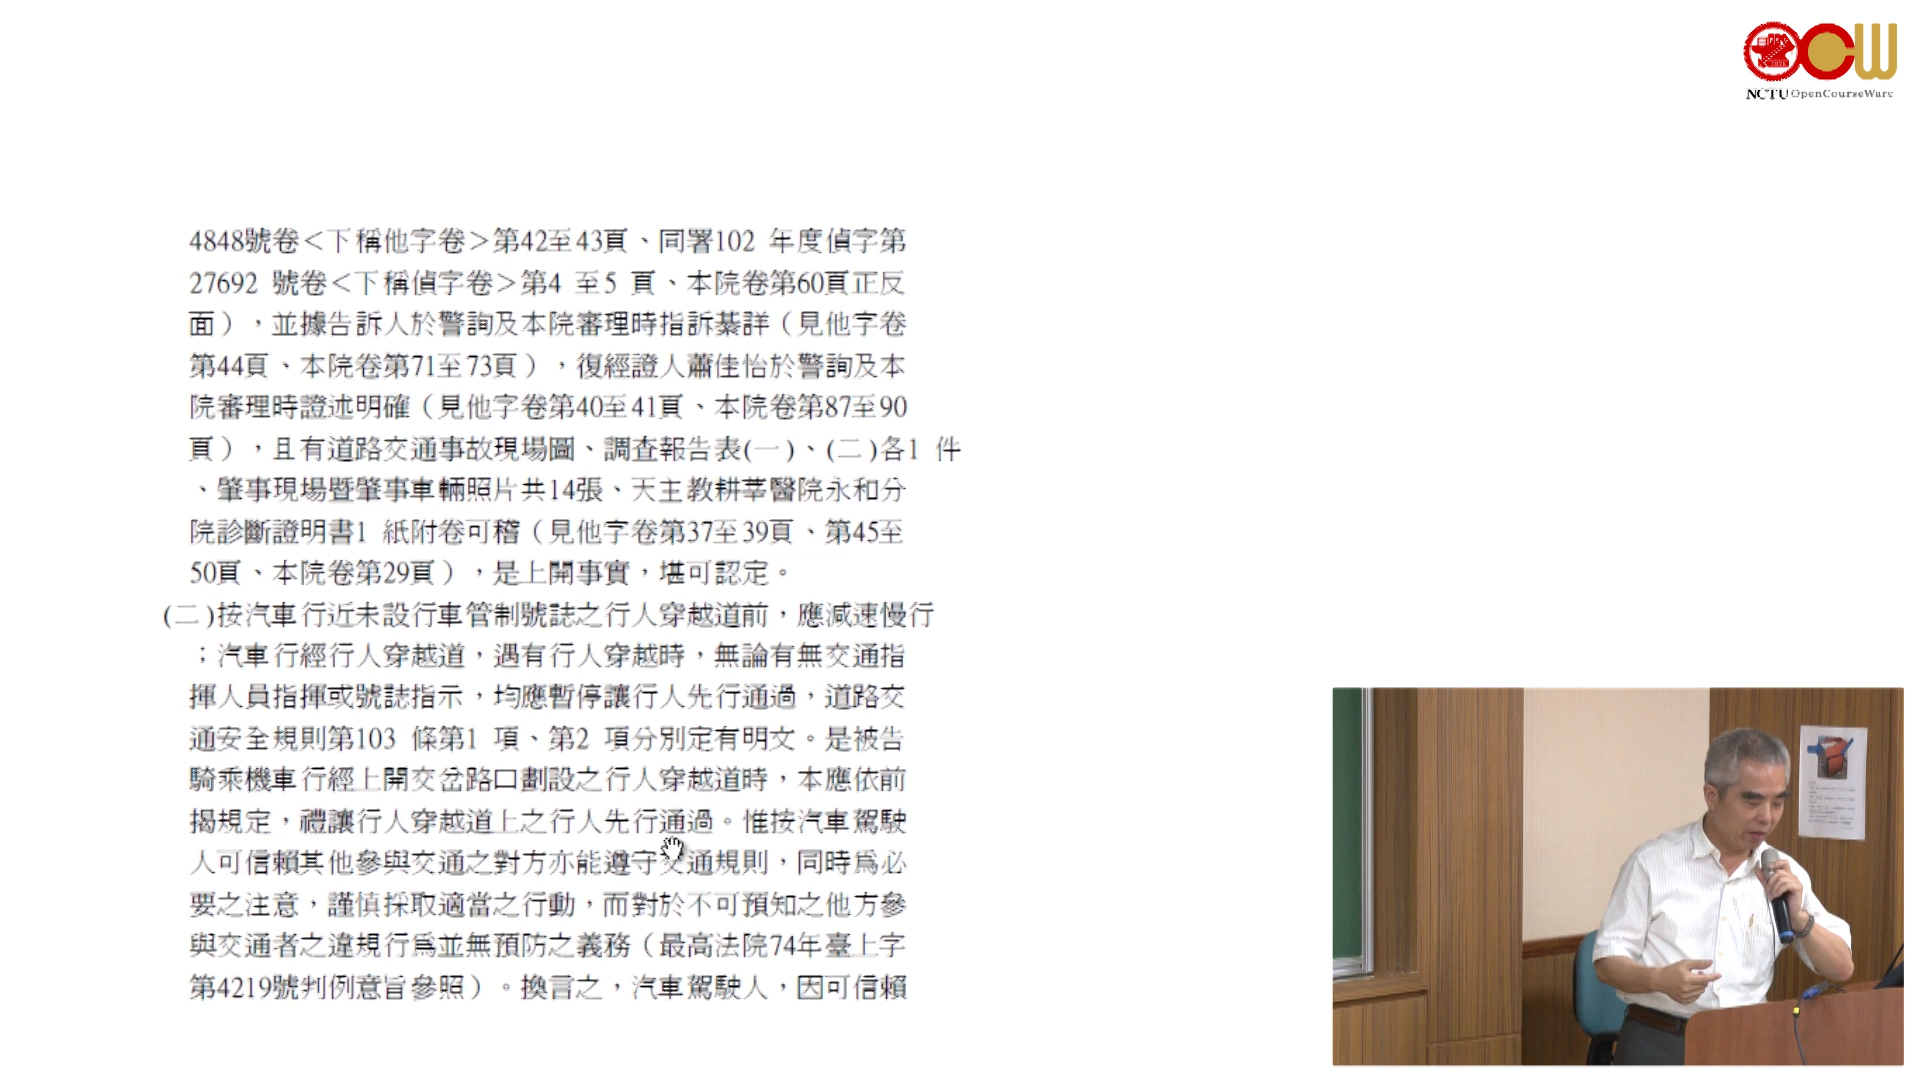 NCTU OpenCourseWare
4848號卷＜下稱他字卷＞第42至43頁、同署102 年度偵字第
27692 號卷＜下稱偵字卷＞第4 至5 頁、本院卷第60頁正反
面），並據告訴人於警詢及本院審理時指訴綦詳（見他字卷
第44頁、本院卷第71至73頁），復經證人蕭佳怡於警詢及本
院審理時證述明確（見他字卷第40至41頁、本院卷第87至90
頁），且有道路交通事故現場圖、調查報告表(一)、(二)各1 件
、肇事現場暨肇事車輛照片共14張、天主教耕莘醫院永和分
院診斷證明書1 紙附卷可稽（見他字卷第37至39頁、第45至
50頁、本院卷第29頁），是上開事實，堪可認定。
(二)按汽車行近未設行車管制號誌之行人穿越道前，應減速慢行
；汽車行經行人穿越道，遇有行人穿越時，無論有無交通指
揮人員指揮或號誌指示，均應暫停讓行人先行通過，道路交
通安全規則第103 條第1 項、第2 項分別定有明文。是被告
騎乘機車行經上開交岔路口劃設之行人穿越道時，本應依前
揭規定，禮讓行人穿越道上之行人先行通過。惟按汽車駕駛
人可信賴其他參與交通之對方亦能遵守交通規則，同時為必
要之注意，謹慎採取適當之行動，而對於不可預知之他方參
與交通者之違規行為並無預防之義務（最高法院74年臺上字
第4219號判例意旨參照）。換言之，汽車駕駛人，因可信賴